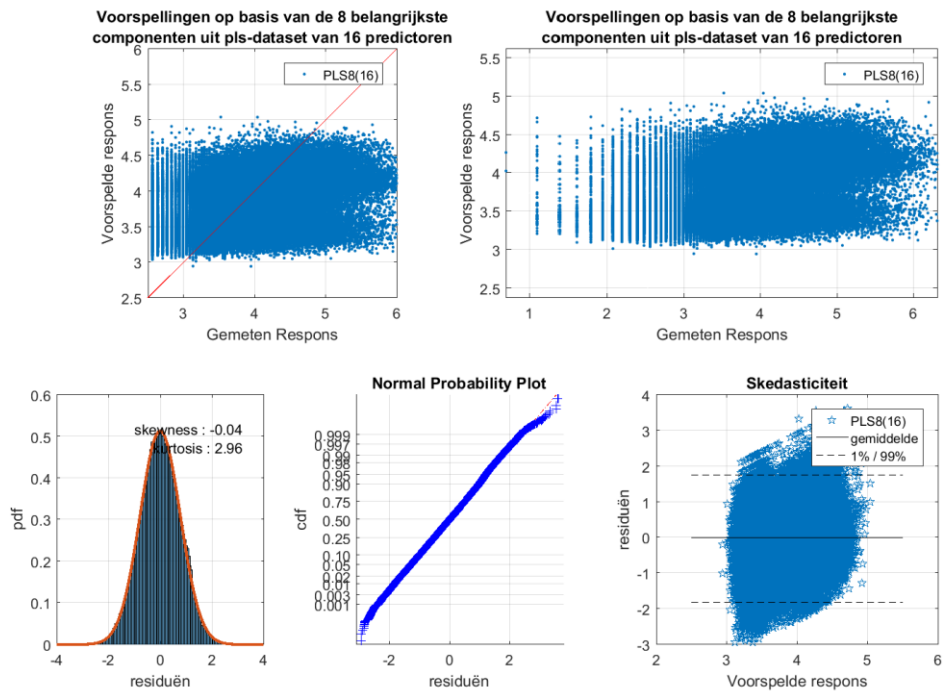 Voorspellingen op basis van de 8 belangrijkste
componenten uit pls-dataset van 16 predictoren
6
5.5
5
4.5
4
3.5
3
2.5
3
4
5
6
Voorspelde respons
Gemeten Respons
PLS8(16)
Voorspellingen op basis van de 8 belangrijkste
componenten uit pls-dataset van 16 predictoren
5.5
5
4.5
4
3.5
3
2.5
1
2
3
4
5
6
Voorspelde respons
Gemeten Respons
PLS8(16)
0.6
0.5
0.4
0.3
0.2
0.1
0
-4
-2
0
2
4
pdf
residuën
skewness : -0.04
kurtosis : 2.96
Normal Probability Plot
0.999
0.997
0.99
0.98
0.95
0.90
0.75
0.50
0.25
0.10
0.05
0.02
0.01
0.003
0.001
-2
0
2
cdf
residuën
Skedasticiteit
4
3
2
1
0
-1
-2
-3
2
3
4
5
6
residuën
Voorspelde respons
PLS8(16)
gemiddelde
1% / 99%